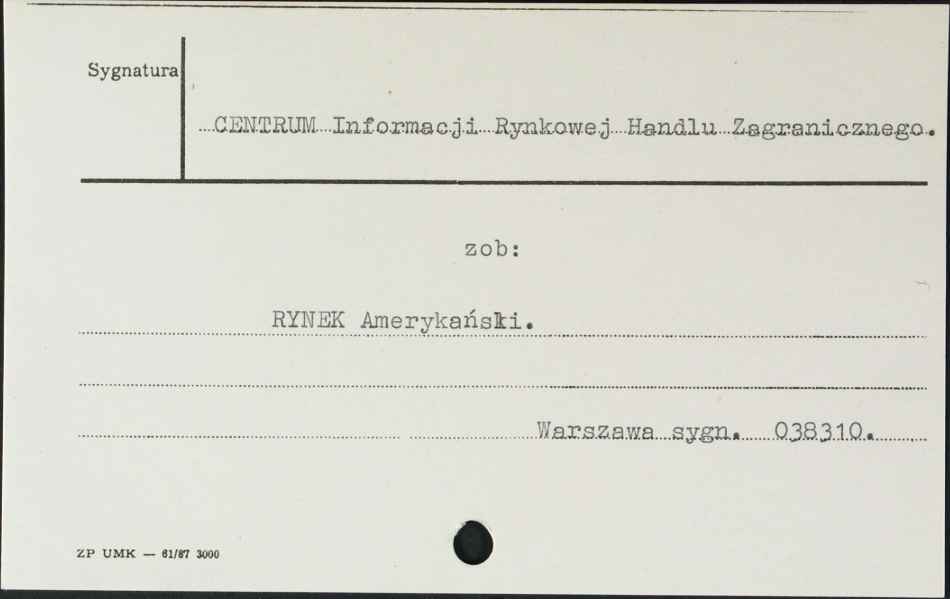 Sygnatura
CENTRUM Informacji Rynkowej Handlu Zagranicznego.
zob:
RYNEK Amerykański.
Warszawa sygn. 038310.
ZP UMK — 61/87 3000